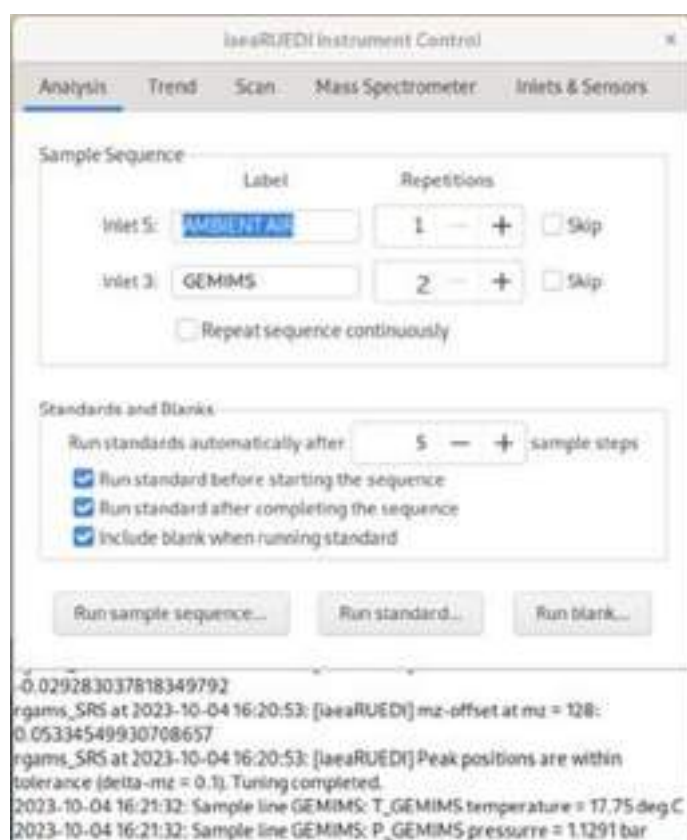 iaeaRUEDI Instrument Control ×
Analysis Trend Scan Mass Spectrometer Inlets & Sensors
Sample Sequence
Label Repetitions
Inlet 5: AMBIENT AIR 1 − + Skip
Inlet 3: GEMIMS 2 − + Skip
Repeat sequence continuously
Standards and Blanks
Run standards automatically after 5 − + sample steps
Run standard before starting the sequence
Run standard after completing the sequence
Include blank when running standard
Run sample sequence... Run standard... Run blank...
-0.029283037818349792
rgams_SRS at 2023-10-04 16:20:53: [iaeaRUEDI] mz-offset at mz = 128:
0.05334549930708657
rgams_SRS at 2023-10-04 16:20:53: [iaeaRUEDI] Peak positions are within
tolerance (delta-mz = 0.1). Tuning completed.
2023-10-04 16:21:32: Sample line GEMIMS: T_GEMIMS temperature = 17.75 deg C
2023-10-04 16:21:32: Sample line GEMIMS: P_GEMIMS pressurre = 1.1291 bar